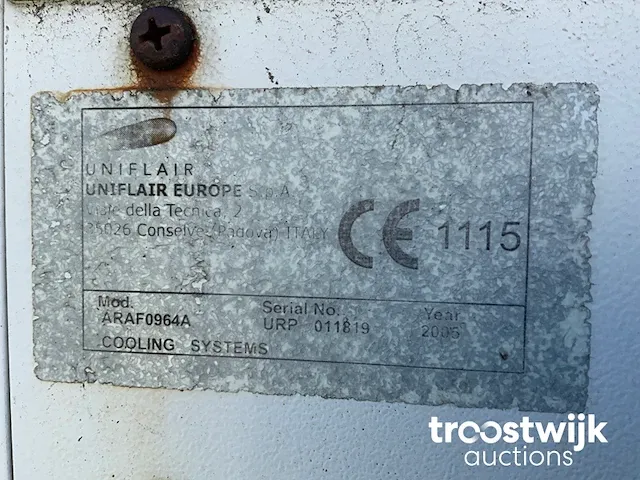 UNIFLAIR
UNIFLAIR EUROPE S.p.A.
Viale della Tecnica, 2
35026 Conselve (Padova) ITALY
CE 1115
Mod. Serial No: Year
ARAF0964A URP 011819 2005
COOLING SYSTEMS
troostwijk
auctions